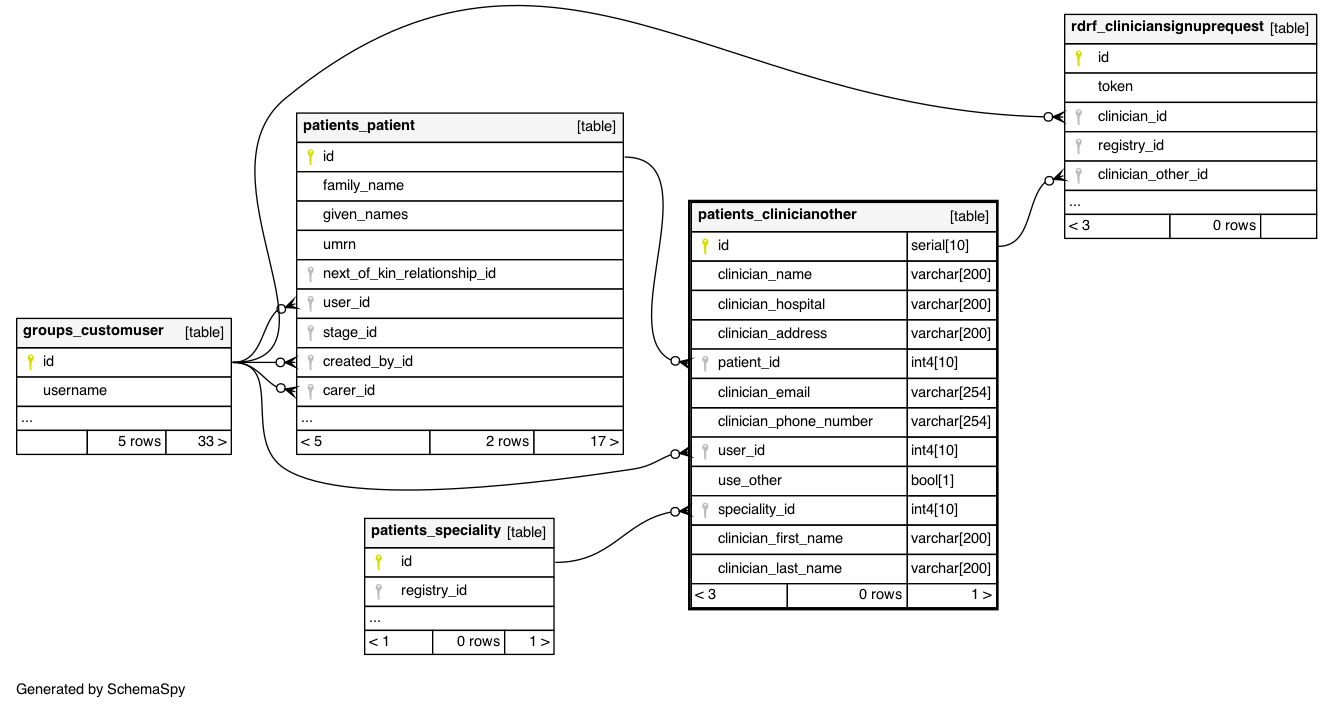 rdrf_cliniciansignuprequest [table]
id
token
clinician_id
registry_id
clinician_other_id
...
< 3 0 rows
patients_patient [table]
id
family_name
given_names
umrn
next_of_kin_relationship_id
user_id
stage_id
created_by_id
carer_id
...
< 5 2 rows 17 >
patients_clinicianother [table]
id serial[10]
clinician_name varchar[200]
clinician_hospital varchar[200]
clinician_address varchar[200]
patient_id int4[10]
clinician_email varchar[254]
clinician_phone_number varchar[254]
user_id int4[10]
use_other bool[1]
speciality_id int4[10]
clinician_first_name varchar[200]
clinician_last_name varchar[200]
< 3 0 rows 1 >
groups_customuser [table]
id
username
...
5 rows 33 >
patients_speciality [table]
id
registry_id
...
< 1 0 rows 1 >
Generated by SchemaSpy